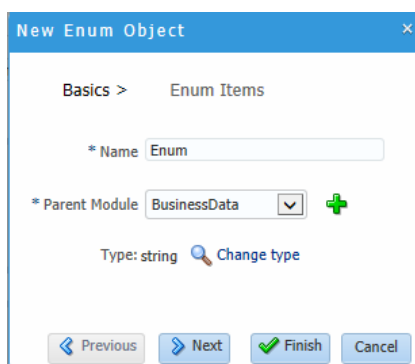 New Enum Object
Basics > Enum Items
* Name Enum
* Parent Module BusinessData
Type: string Change type
Previous Next Finish Cancel